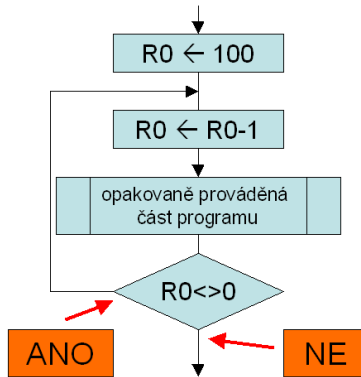 R0 ← 100
R0 ← R0-1
opakovaně prováděná
část programu
R0<>0
ANO
NE